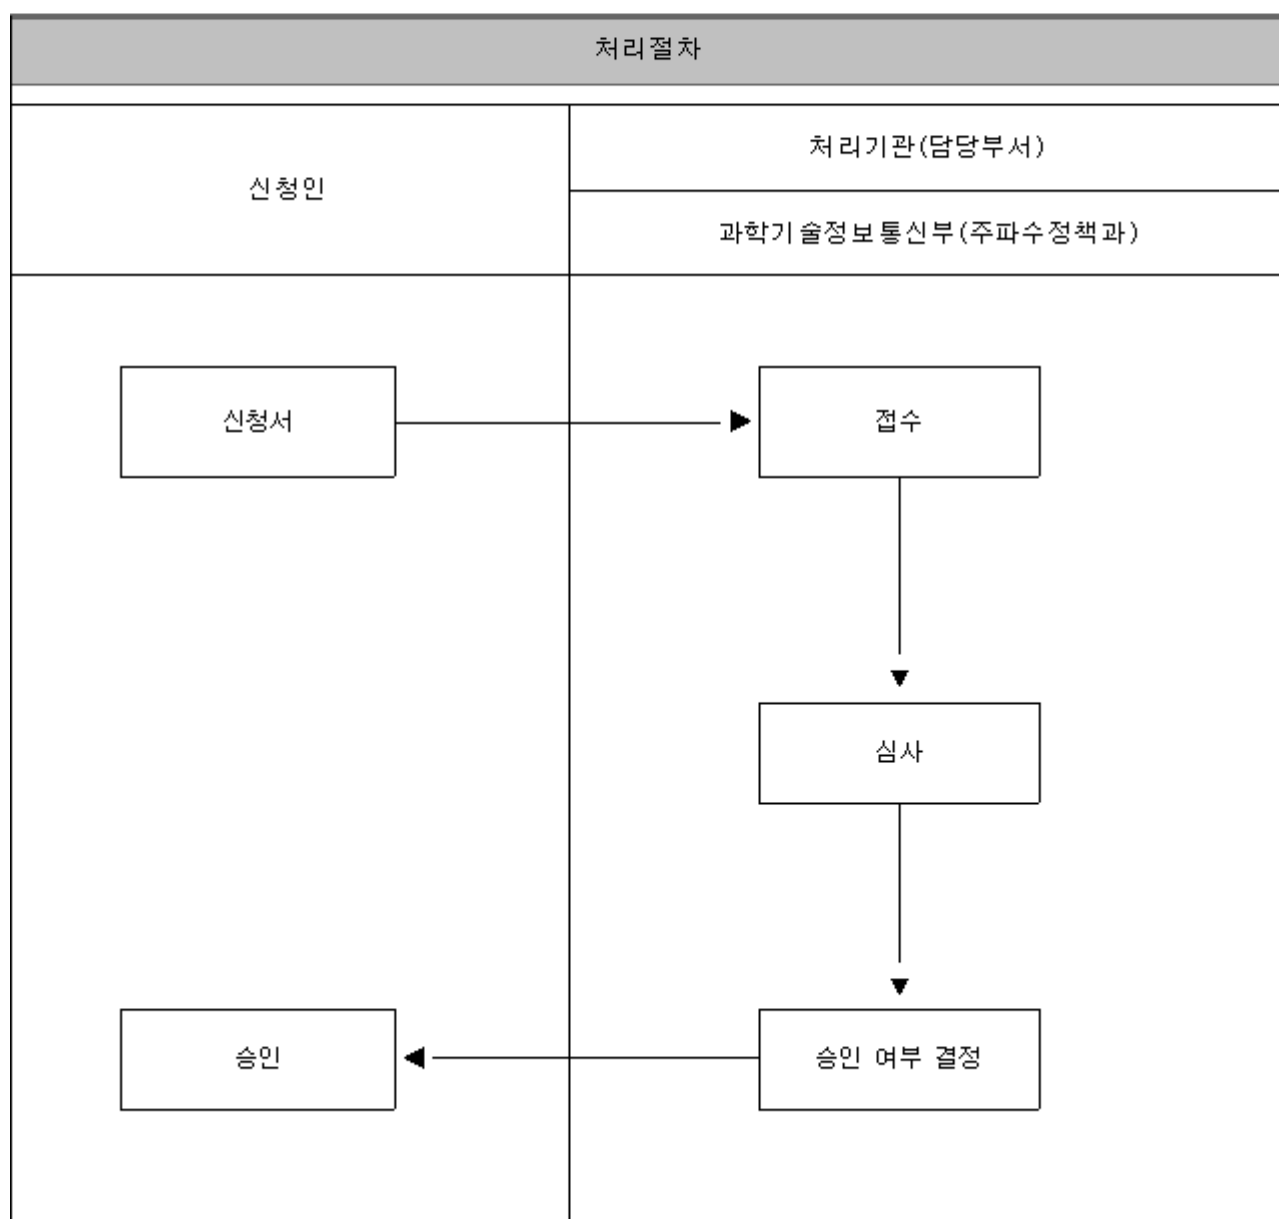 처리절차
신청인
처리기관(담당부서)
과학기술정보통신부(주파수정책과)
신청서
접수
심사
승인
승인 여부 결정